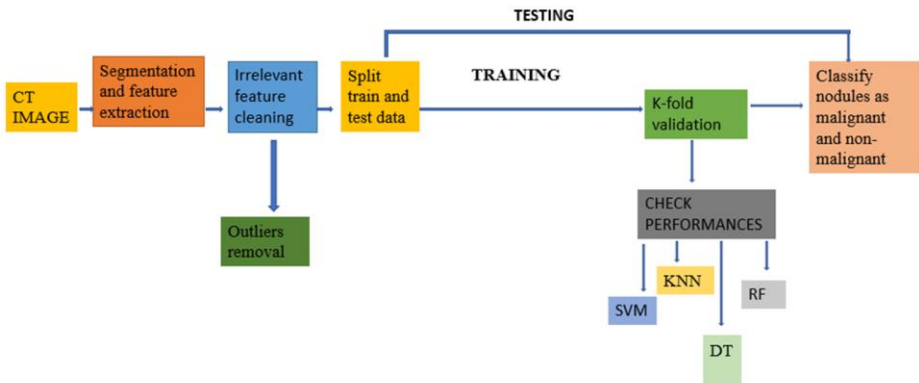 TESTING
CT
IMAGE
Segmentation
and feature
extraction
Irrelevant
feature
cleaning
Split
train and
test data
TRAINING
K-fold
validation
Classify
nodules as
malignant
and non-
malignant
Outliers
removal
CHECK
PERFORMANCES
SVM
KNN
DT
RF